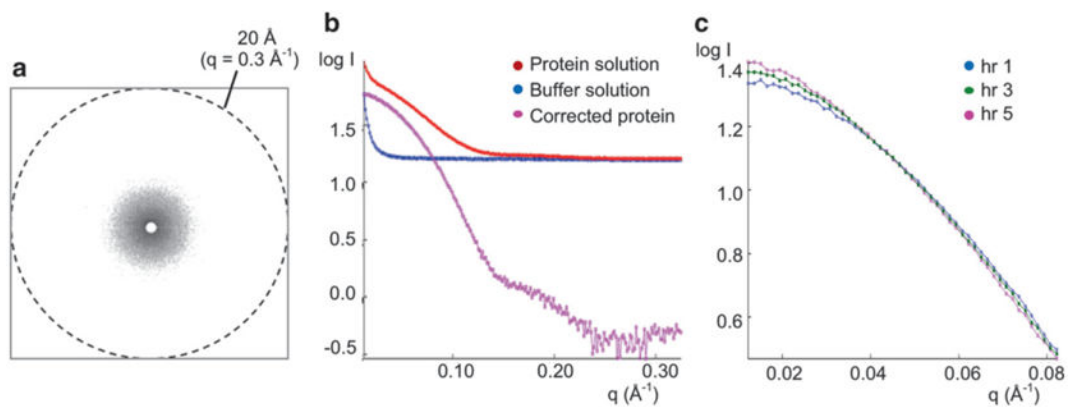 a
20 Å
(q = 0.3 Å⁻¹)
b
log I
Protein solution
Buffer solution
Corrected protein
1.5
1.0
0.5
0.0
-0.5
0.10
0.20
0.30
q (Å⁻¹)
c
log I
hr 1
hr 3
hr 5
1.4
1.2
1.0
0.8
0.6
0.02
0.04
0.06
0.08
q (Å⁻¹)